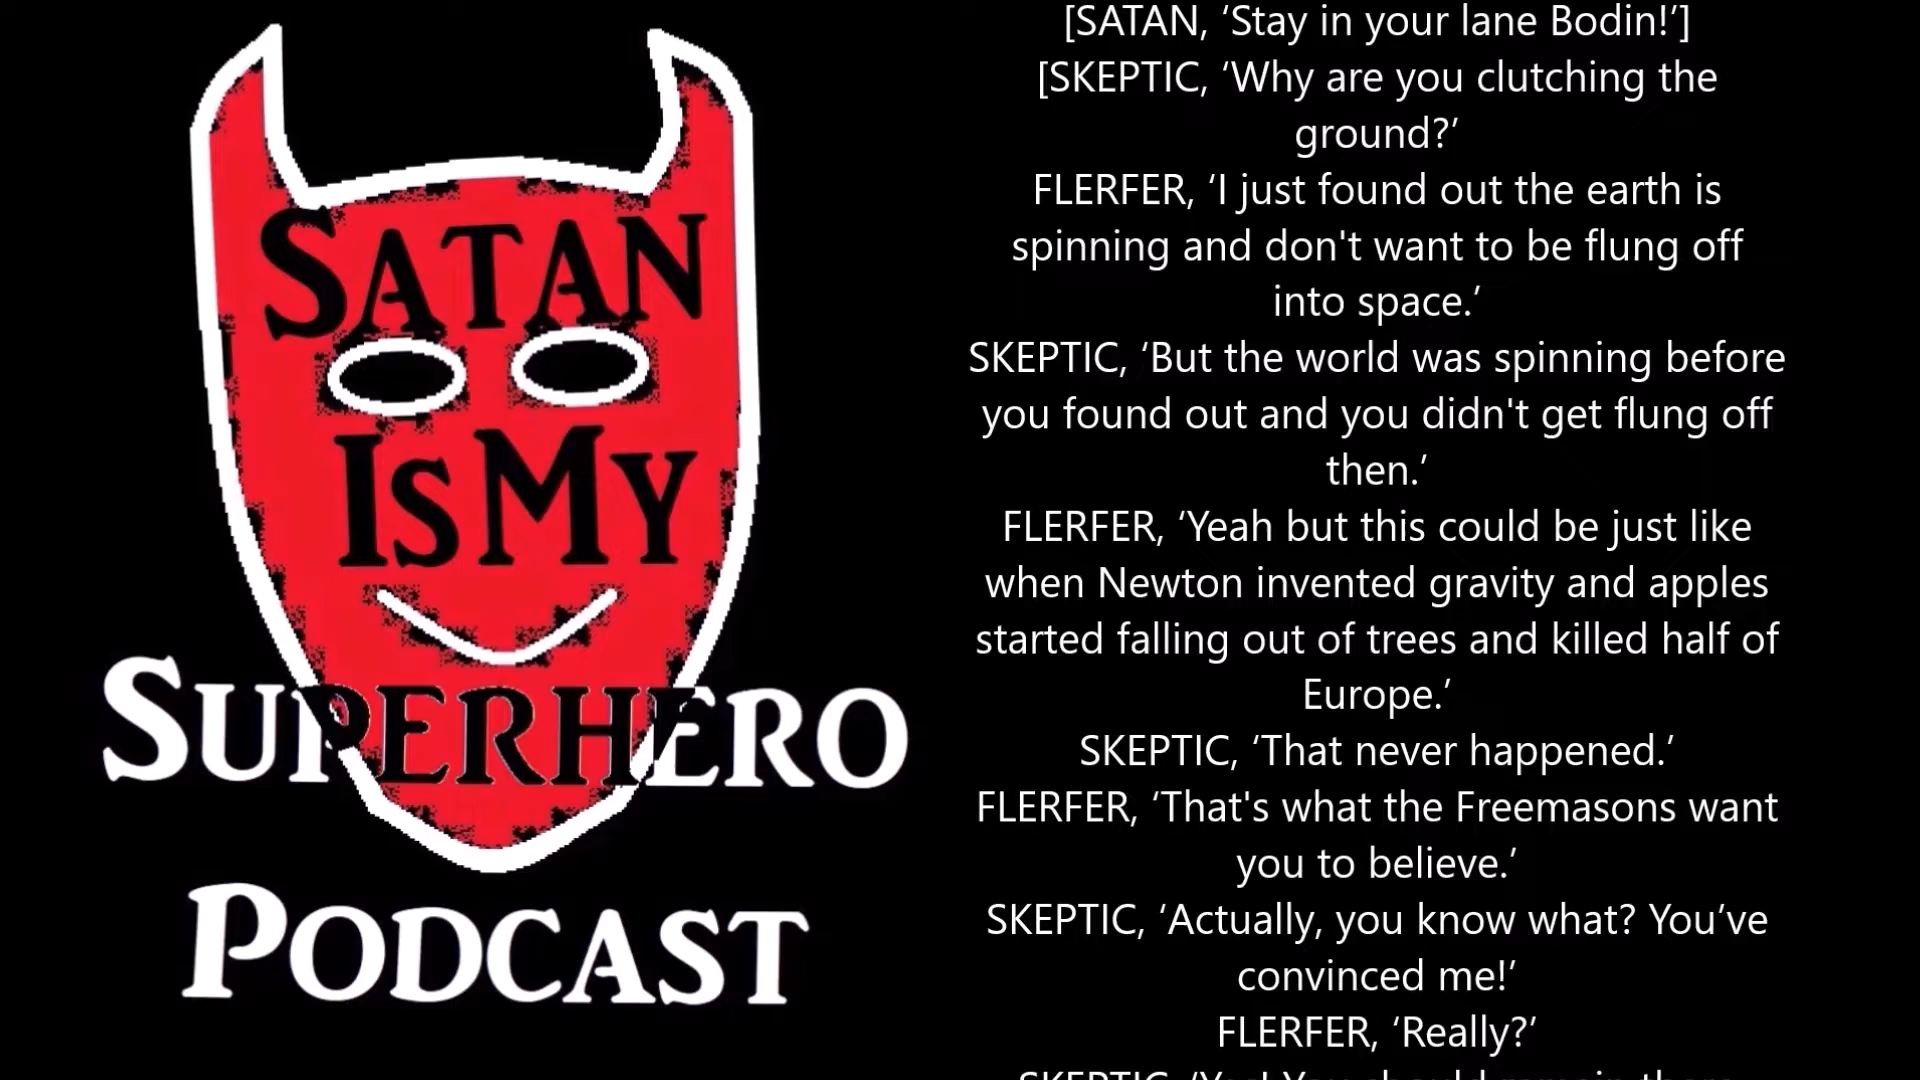 SATAN
IS MY
SUPERHERO
PODCAST
[SATAN, ‘Stay in your lane Bodin!’]
[SKEPTIC, ‘Why are you clutching the
ground?’
FLERFER, ‘I just found out the earth is
spinning and don't want to be flung off
into space.’
SKEPTIC, ‘But the world was spinning before
you found out and you didn't get flung off
then.’
FLERFER, ‘Yeah but this could be just like
when Newton invented gravity and apples
started falling out of trees and killed half of
Europe.’
SKEPTIC, ‘That never happened.’
FLERFER, ‘That's what the Freemasons want
you to believe.’
SKEPTIC, ‘Actually, you know what? You’ve
convinced me!’
FLERFER, ‘Really?’
SKEPTIC, ‘Yes! You should remain